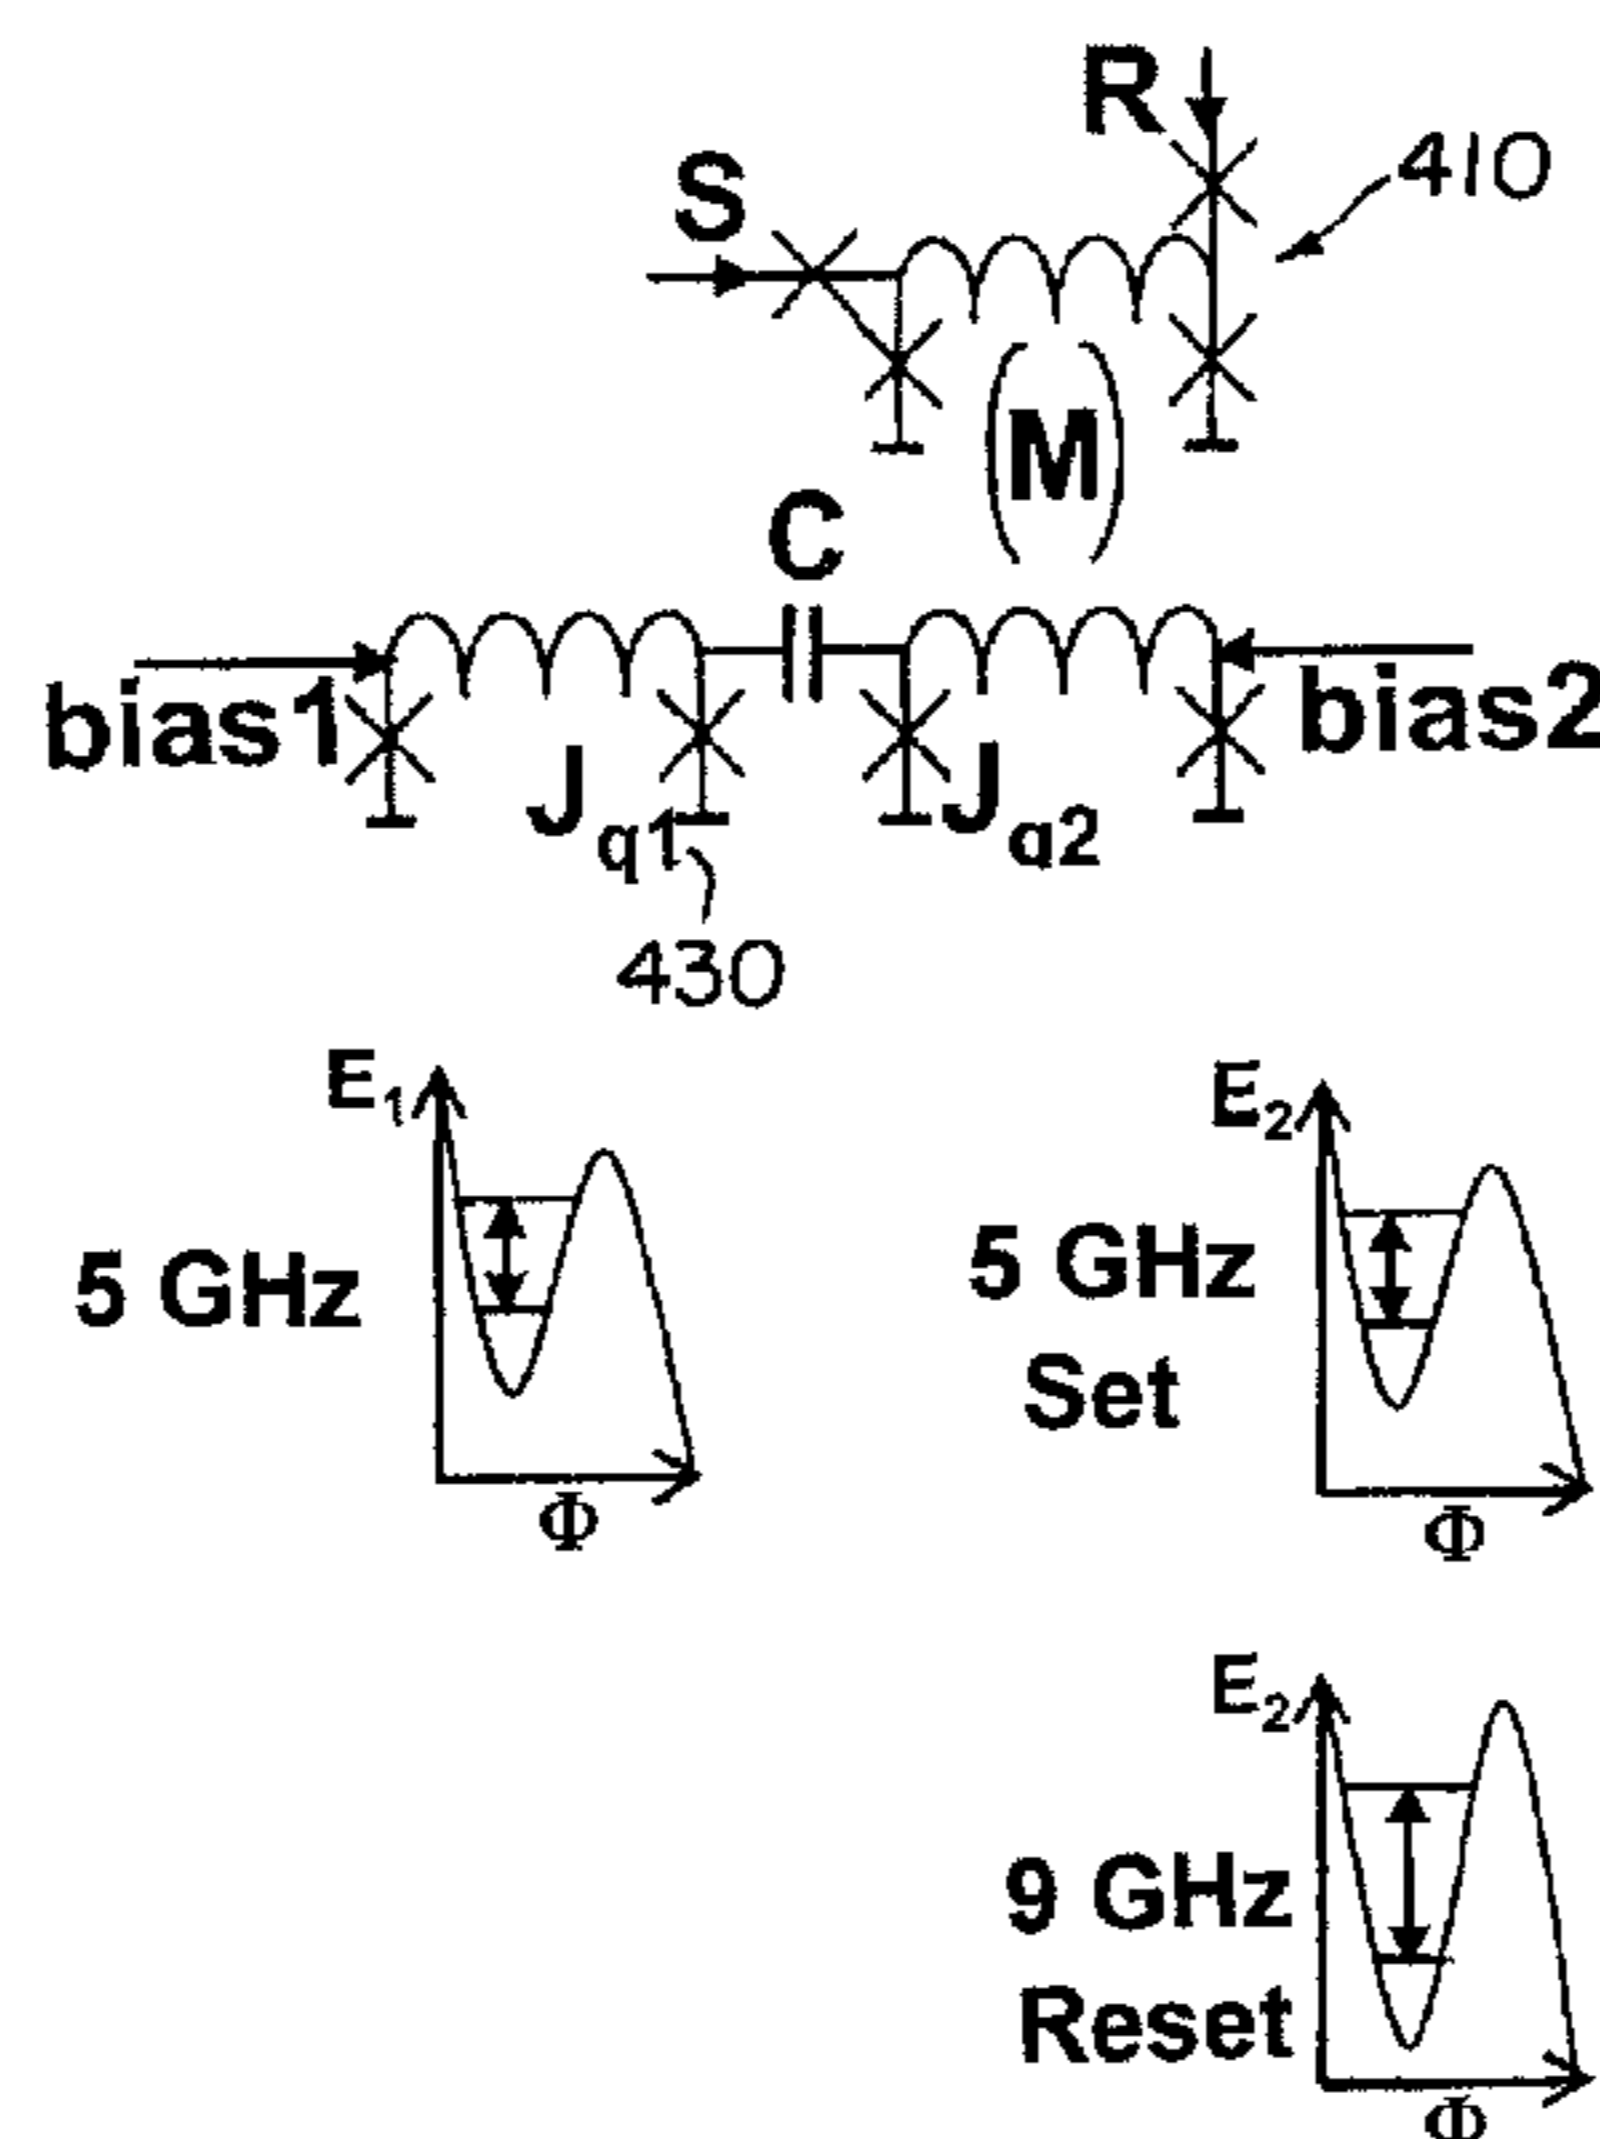 R
410
S
(M)
C
bias1
bias2
Jq1
Jq2
430
E1
E2
5 GHz
5 GHz
Set
Φ
Φ
E2
9 GHz
Reset
Φ